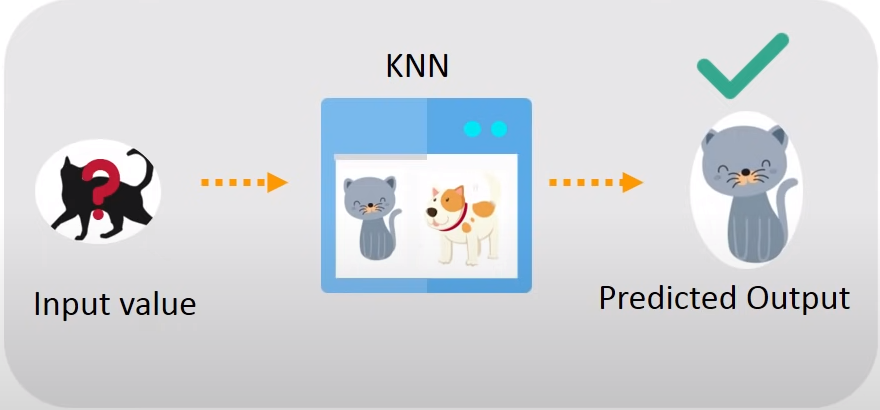 KNN
?
Input value
Predicted Output